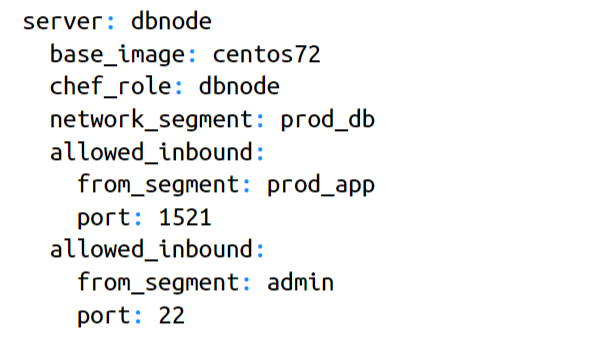 server: dbnode
  base_image: centos72
  chef_role: dbnode
  network_segment: prod_db
  allowed_inbound:
    from_segment: prod_app
    port: 1521
  allowed_inbound:
    from_segment: admin
    port: 22